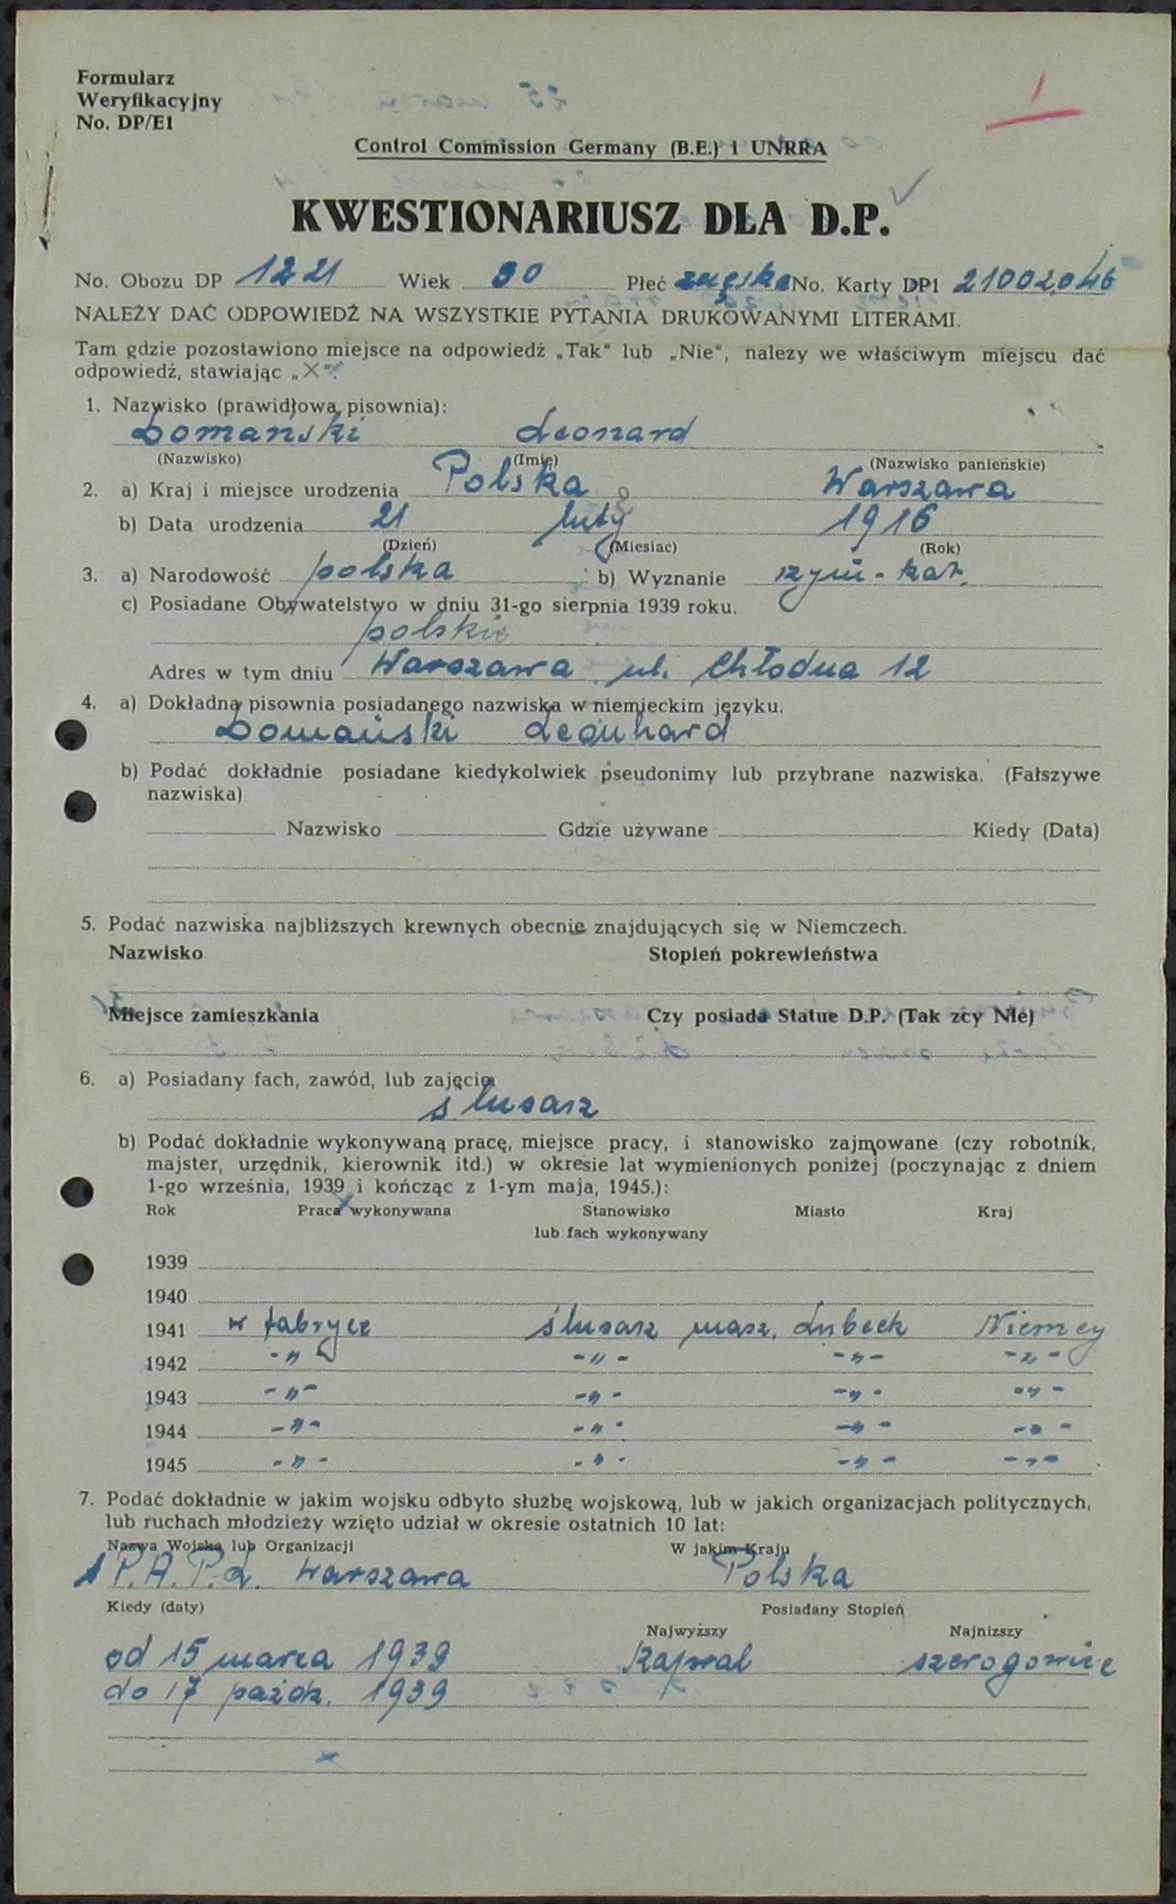 Formularz
Weryfikacyjny
No. DP/E1
1
Control Commission Germany (B.E.) i UNRRA
KWESTIONARIUSZ DLA D.P.
No. Obozu DP 1221 Wiek 30 Płeć męska No. Karty DP1 21002046
NALEŻY DAĆ ODPOWIEDŹ NA WSZYSTKIE PYTANIA DRUKOWANYMI LITERAMI.
Tam gdzie pozostawiono miejsce na odpowiedź „Tak" lub „Nie", nalezy we właściwym miejscu dać
odpowiedź, stawiając „X".
1. Nazwisko (prawidłowa pisownia):
Domański Leonard
(Nazwisko) (Imię) (Nazwisko panieńskie)
2. a) Kraj i miejsce urodzenia Polska Warszawa
b) Data urodzenia 21 luty 1916
(Dzień) (Miesiac) (Rok)
3. a) Narodowość polska b) Wyznanie rzym-kat.
c) Posiadane Obywatelstwo w dniu 31-go sierpnia 1939 roku.
polskie
Adres w tym dniu Warszawa ul. Chłodna 12
4. a) Dokładna pisownia posiadanego nazwiska w niemieckim języku.
Domański Leonhard
b) Podać dokładnie posiadane kiedykolwiek pseudonimy lub przybrane nazwiska. (Fałszywe
nazwiska)
Nazwisko Gdzie używane Kiedy (Data)
5. Podać nazwiska najbliższych krewnych obecnie znajdujących się w Niemczech.
Nazwisko Stopień pokrewieństwa
Miejsce zamieszkania Czy posiada Statue D.P. (Tak zcy Nie)
6. a) Posiadany fach, zawód, lub zajęcie
ślusarz
b) Podać dokładnie wykonywaną pracę, miejsce pracy, i stanowisko zajmowane (czy robotnik,
majster, urzędnik, kierownik itd.) w okresie lat wymienionych poniżej (poczynając z dniem
1-go września, 1939 i kończąc z 1-ym maja, 1945.):
Rok Praca wykonywana Stanowisko Miasto Kraj
lub fach wykonywany
1939
1940
1941 w fabryce ślusarz masz. Lubeck Niemcy
1942 -"- -"- -"- -"-
1943 -"- -"- -"- -"-
1944 -"- -"- -"- -"-
1945 -"- -"- -"- -"-
7. Podać dokładnie w jakim wojsku odbyto służbę wojskową, lub w jakich organizacjach politycznych,
lub ruchach młodzieży wzięto udział w okresie ostatnich 10 lat:
Nazwa Wojska lub Organizacji W jakim Kraju
1 P.A.P.L. Warszawa Polska
Kiedy (daty) Posiadany Stopień
Najwyższy Najnizszy
od 15 marca 1939 Kapral szerogowiec
do 17 paźdz. 1939